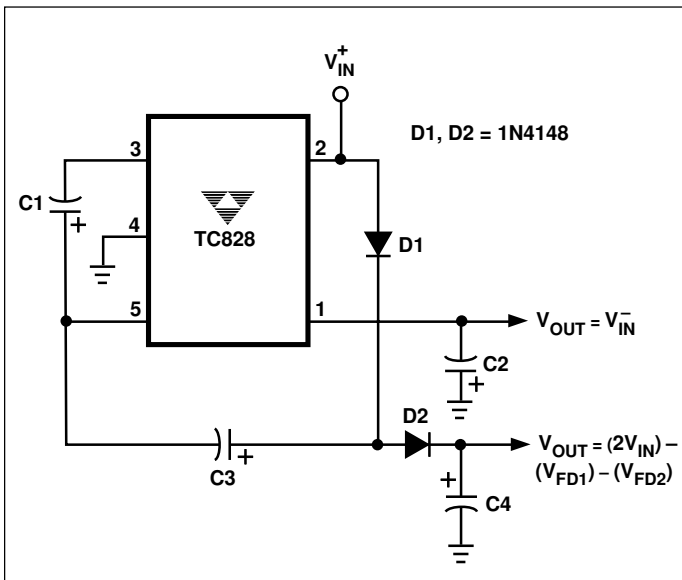 V+IN
D1, D2 = 1N4148
3
2
C1
+
4
TC828
D1
5
1
VOUT = V–IN
C2
+
D2
C3
+
VOUT = (2VIN) –
(VFD1) – (VFD2)
+
C4